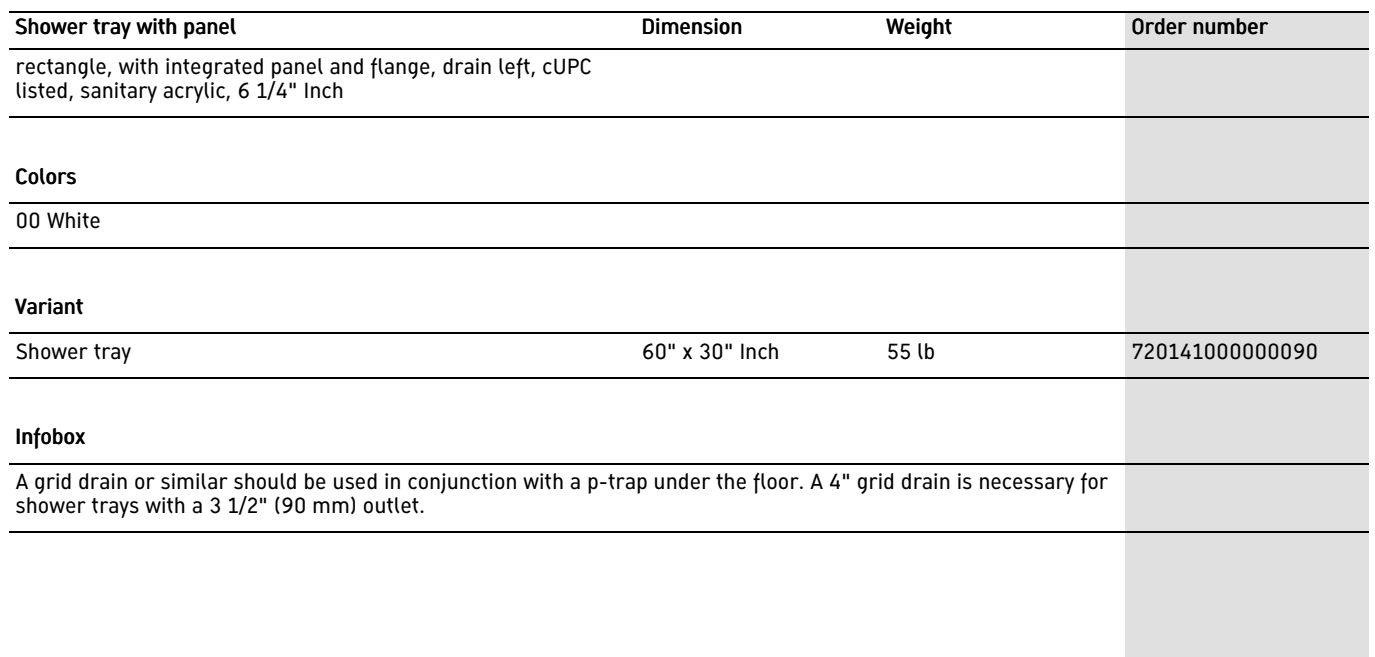 Shower tray with panel Dimension Weight Order number
rectangle, with integrated panel and flange, drain left, cUPC
listed, sanitary acrylic, 6 1/4" Inch
Colors
00 White
Variant
Shower tray 60" x 30" Inch 55 lb 720141000000090
Infobox
A grid drain or similar should be used in conjunction with a p-trap under the floor. A 4" grid drain is necessary for
shower trays with a 3 1/2" (90 mm) outlet.